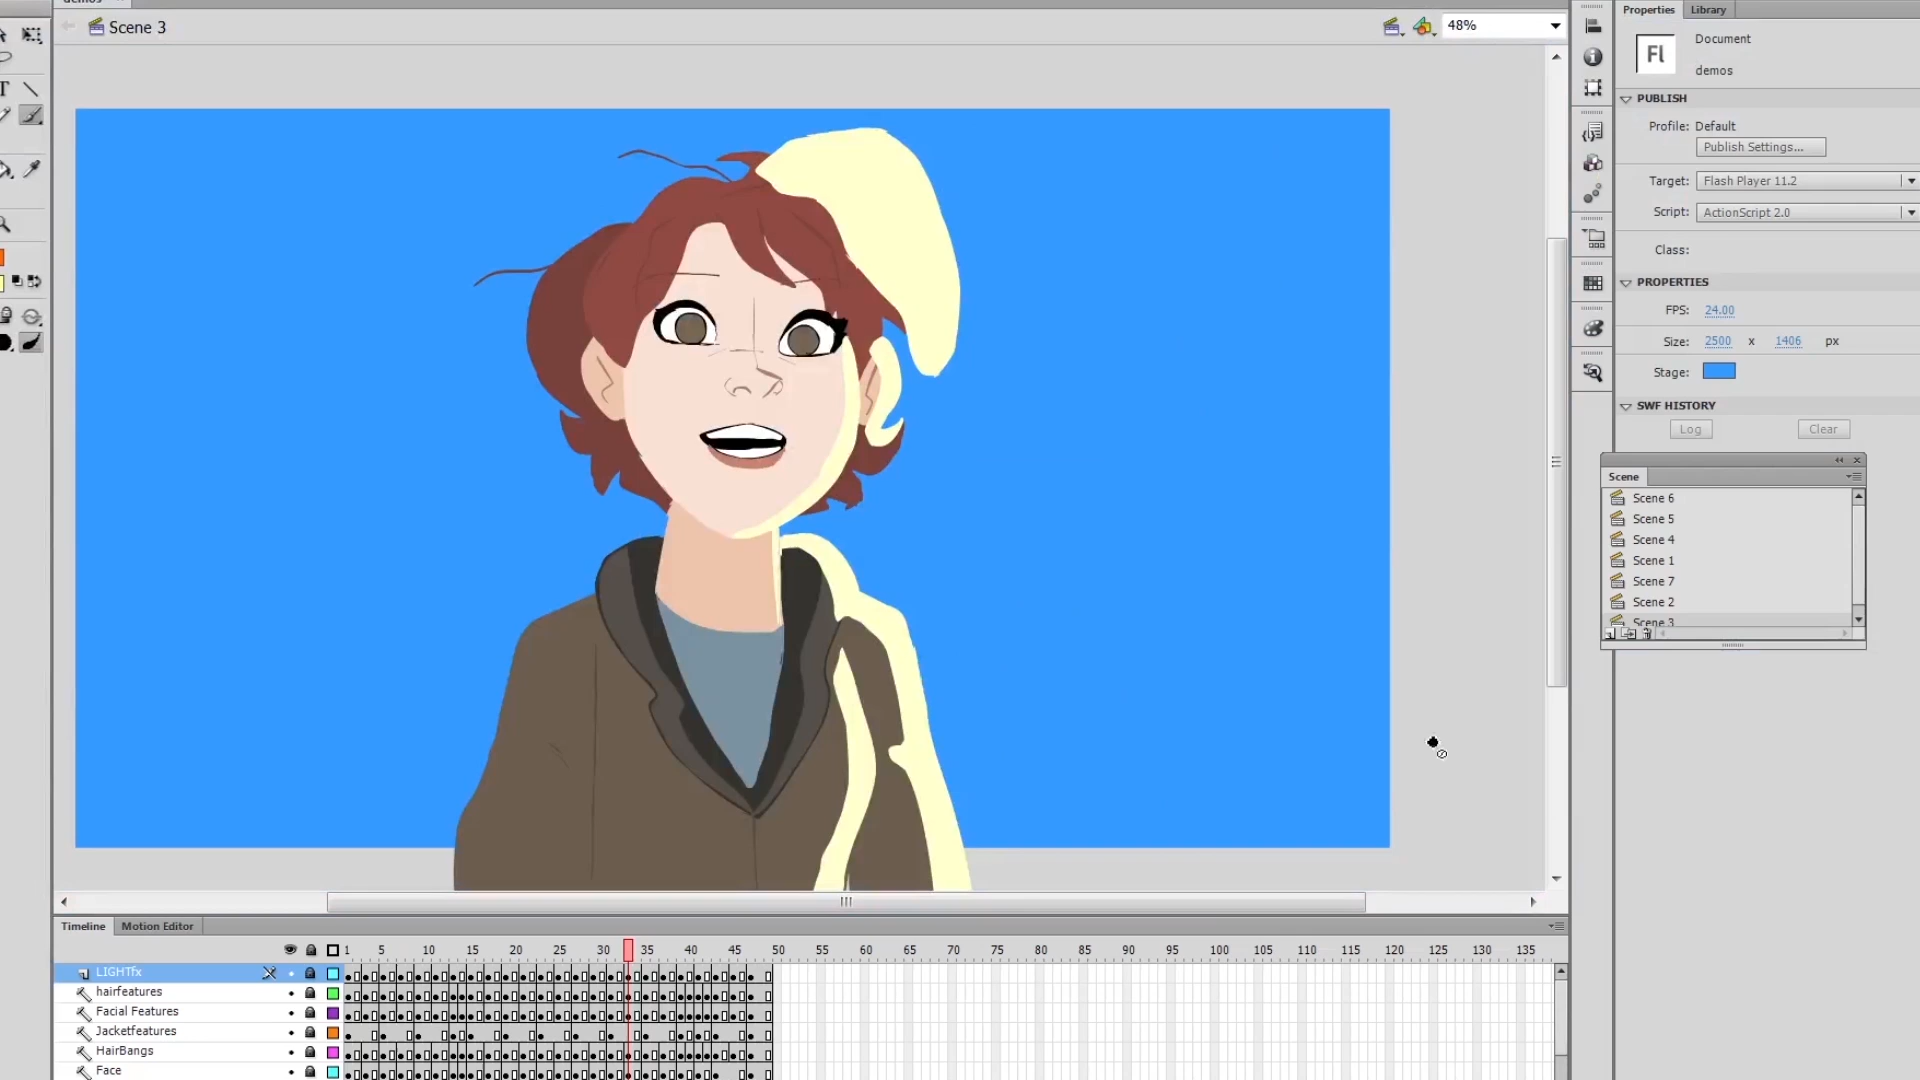 demos
Scene 3
48%
T
Properties
Library
Fl
Document
demos
PUBLISH
Profile: Default
Publish Settings...
Target: Flash Player 11.2
Script: ActionScript 2.0
Class:
PROPERTIES
FPS: 24.00
Size: 2500 x 1406 px
Stage:
SWF HISTORY
Log
Clear
Scene
Scene 6
Scene 5
Scene 4
Scene 1
Scene 7
Scene 2
Scene 3
Timeline
Motion Editor
1 5 10 15 20 25 30 35 40 45 50 55 60 65 70 75 80 85 90 95 100 105 110 115 120 125 130 135
LIGHTfx
hairfeatures
Facial Features
Jacketfeatures
HairBangs
Face